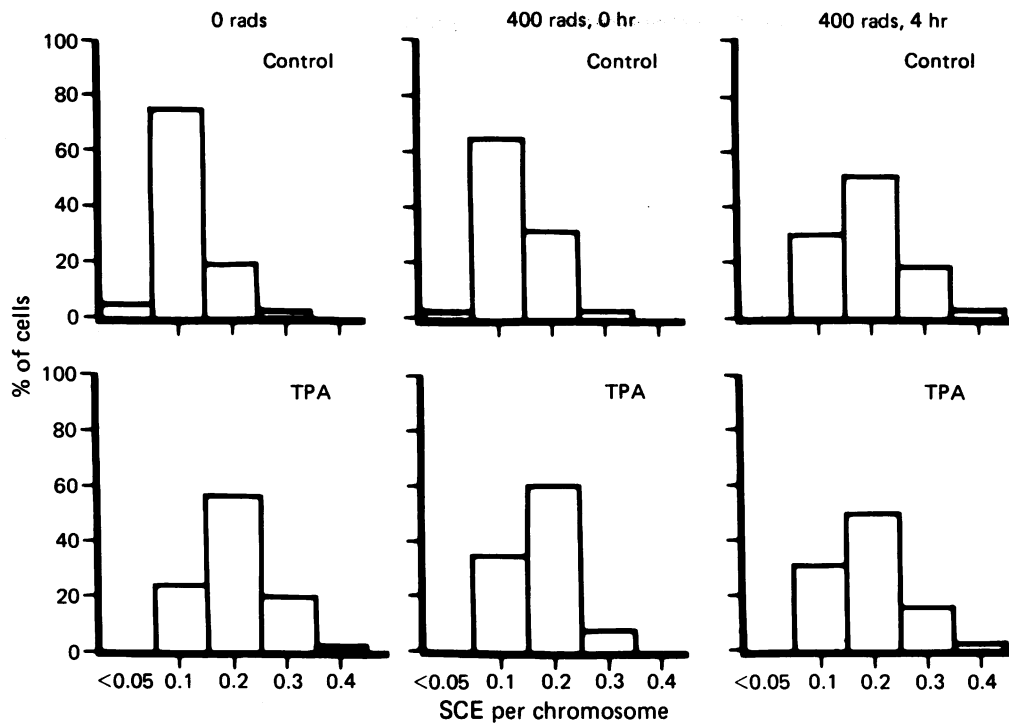 0 rads
400 rads, 0 hr
400 rads, 4 hr
100
80
60
40
20
0
Control
Control
Control
% of cells
100
80
60
40
20
0
TPA
TPA
TPA
<0.05 0.1 0.2 0.3 0.4
<0.05 0.1 0.2 0.3 0.4
<0.05 0.1 0.2 0.3 0.4
SCE per chromosome